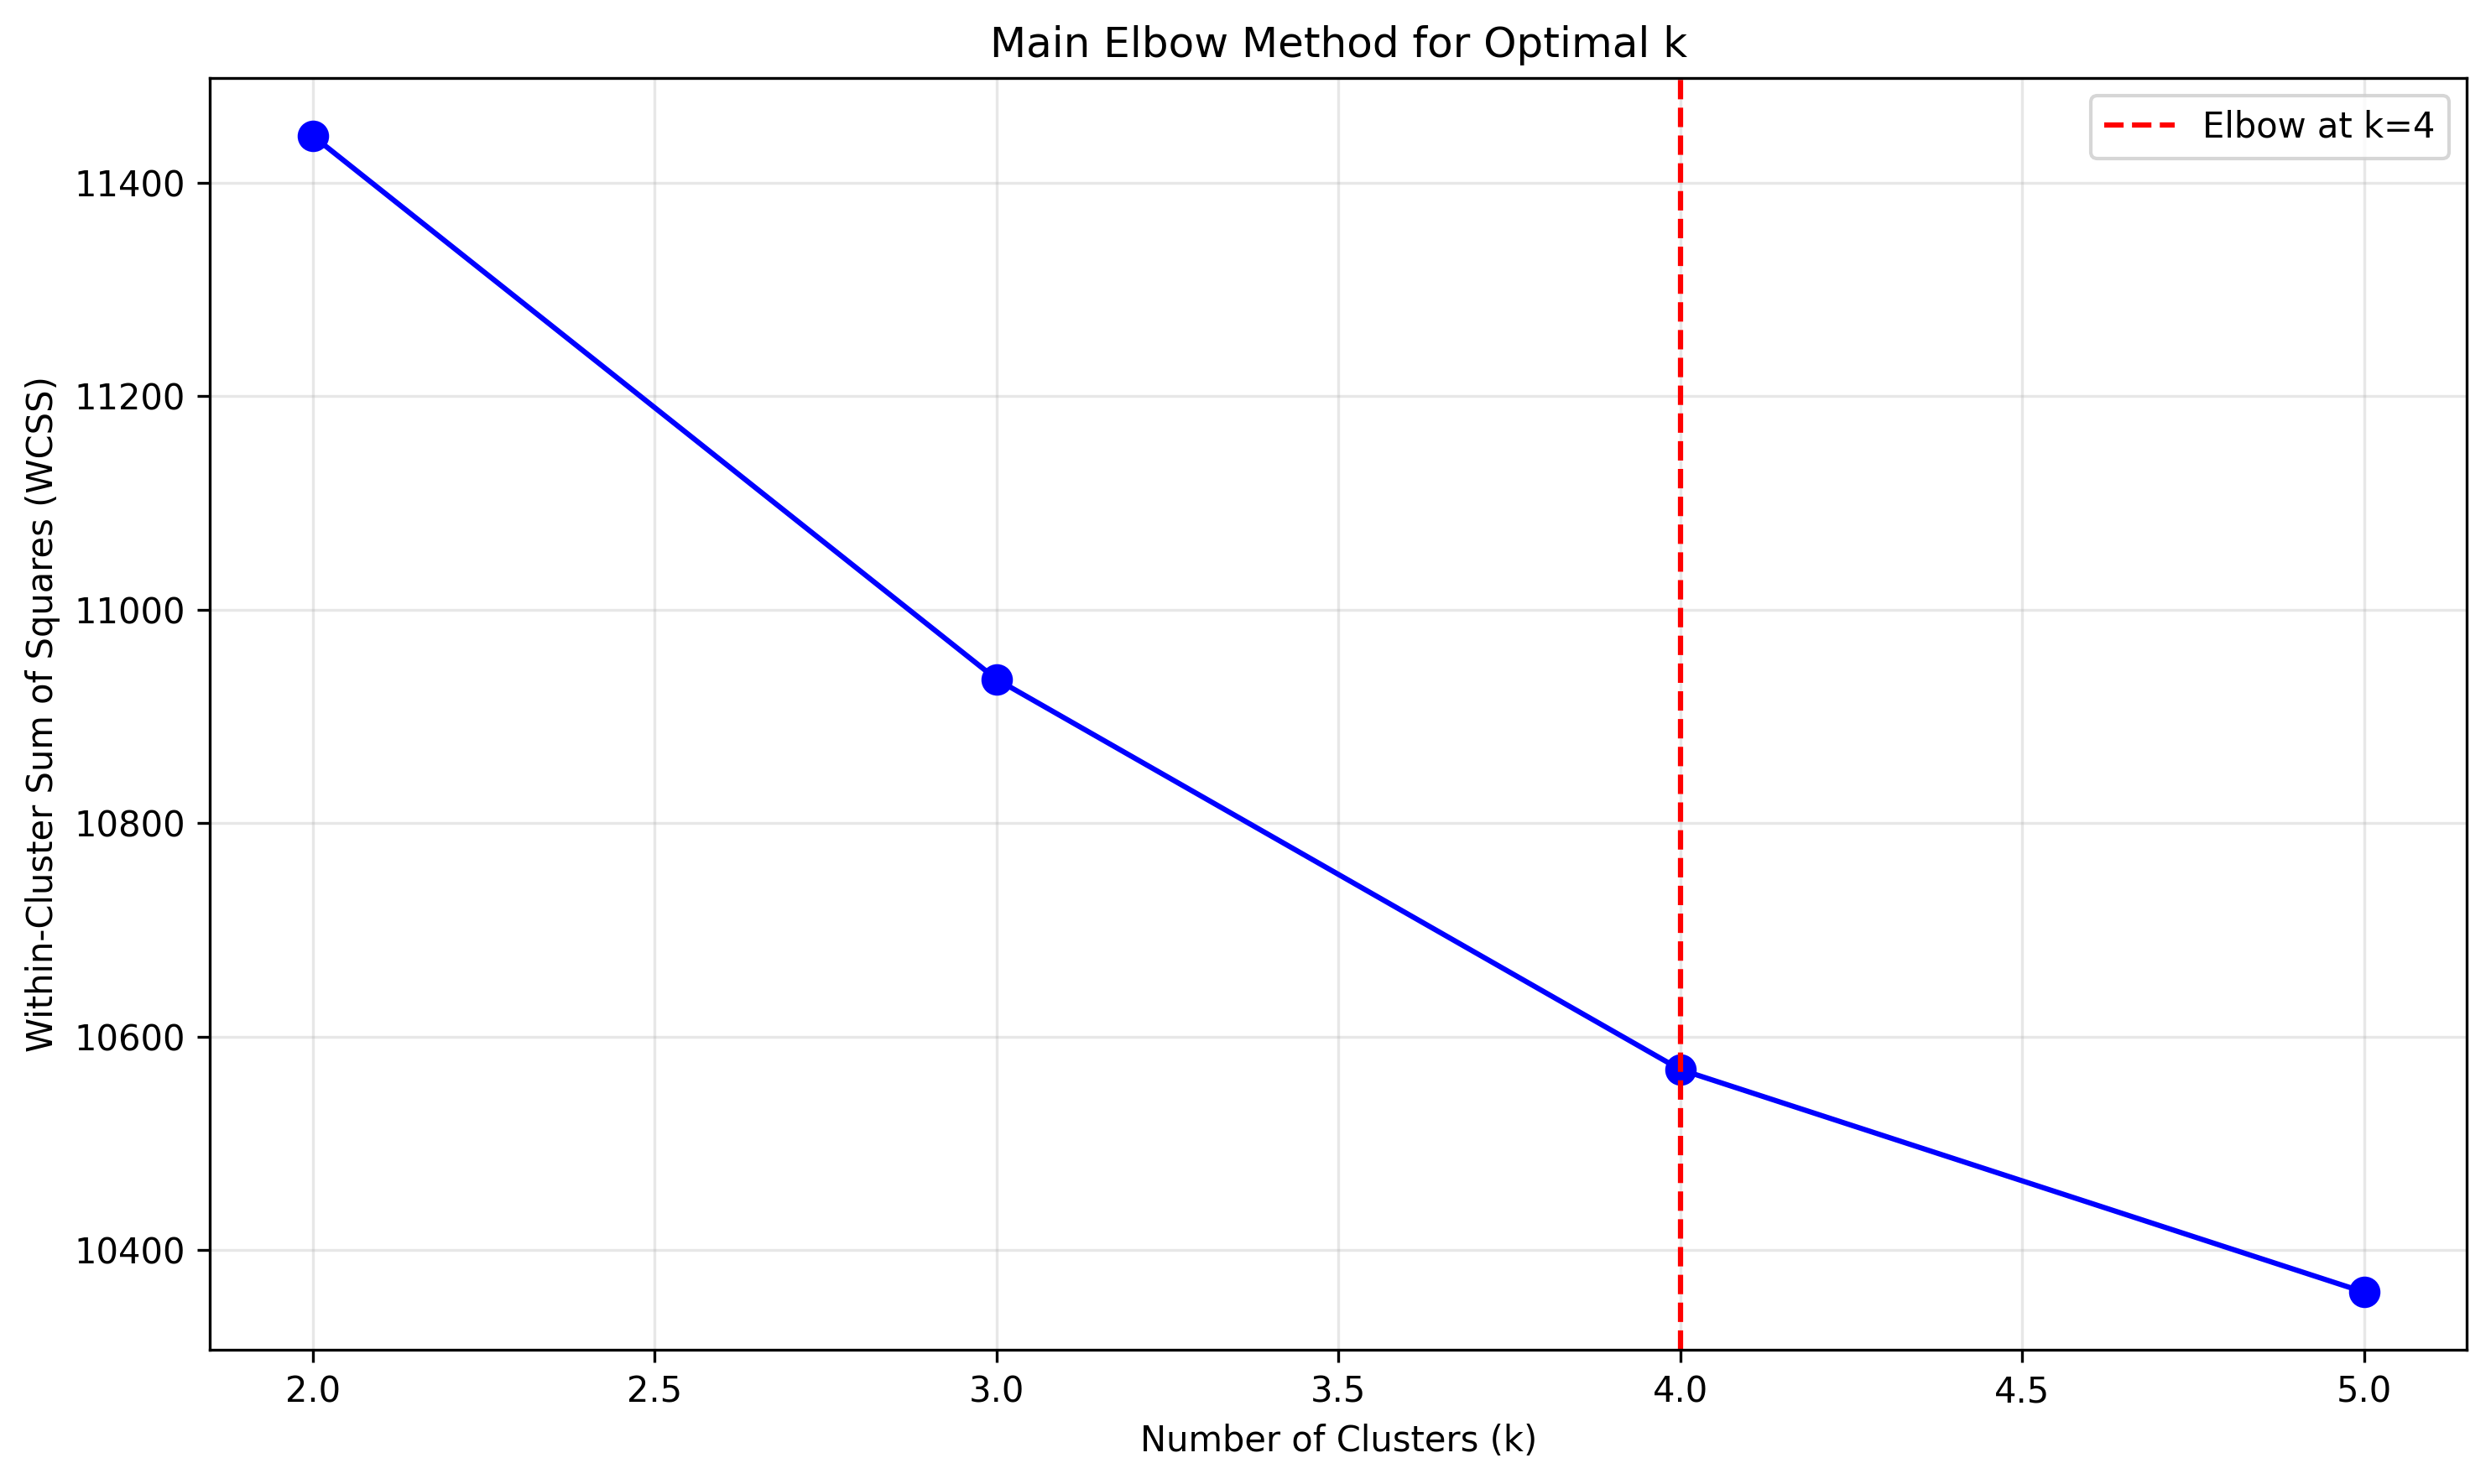 Main Elbow Method for Optimal k
Elbow at k=4
Within-Cluster Sum of Squares (WCSS)
11400
11200
11000
10800
10600
10400
2.0 2.5 3.0 3.5 4.0 4.5 5.0
Number of Clusters (k)